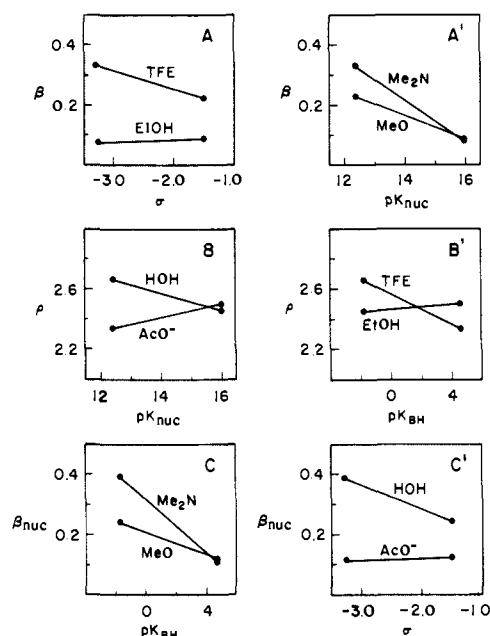 A
0.4
β
0.2
TFE
EtOH
-3.0 -2.0 -1.0
σ
A'
0.4
β
0.2
Me₂N
MeO
12 14 16
pKnuc
B
2.6
ρ
2.2
HOH
AcO⁻
12 14 16
pKnuc
B'
2.6
ρ
2.2
TFE
EtOH
0 4
pKBH
C
0.4
βnuc
0.2
Me₂N
MeO
0 4
pKBH
C'
0.4
βnuc
0.2
HOH
AcO⁻
-3.0 -2.0 -1.0
σ